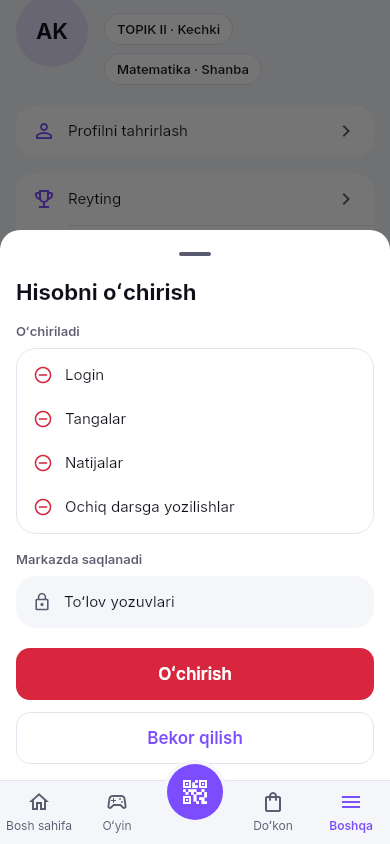 AK
TOPIK II · Kechki
Matematika · Shanba
Profilni tahrirlash
Reyting
Hisobni oʻchirish
Oʻchiriladi
Login
Tangalar
Natijalar
Ochiq darsga yozilishlar
Markazda saqlanadi
Toʻlov yozuvlari
Oʻchirish
Bekor qilish
Bosh sahifa
Oʻyin
Doʻkon
Boshqa